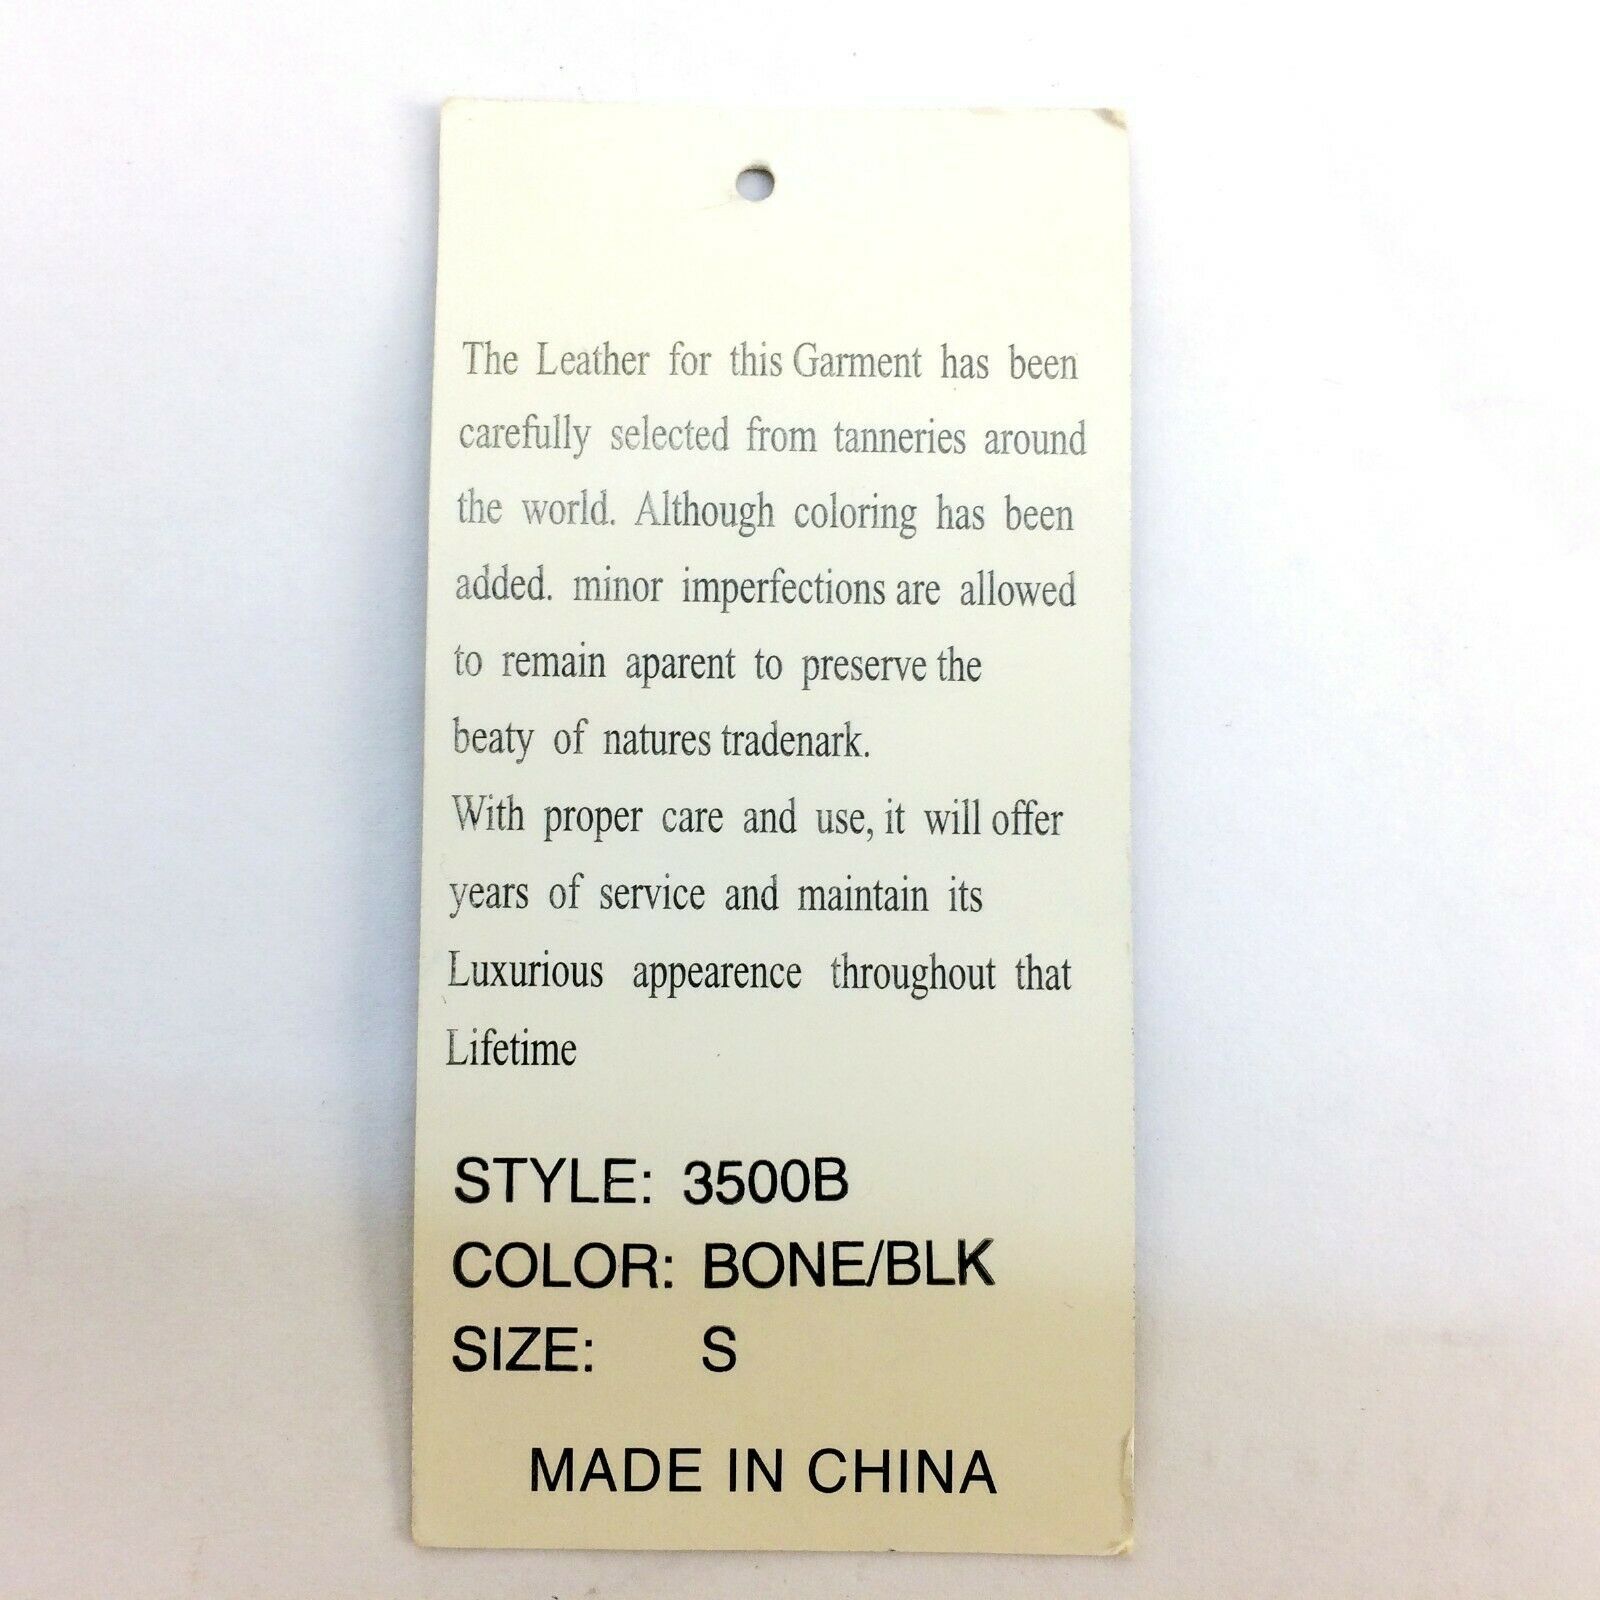 The Leather for this Garment has been
carefully selected from tanneries around
the world. Although coloring has been
added. minor imperfections are allowed
to remain aparent to preserve the
beaty of natures tradenark.
With proper care and use, it will offer
years of service and maintain its
Luxurious appearence throughout that
Lifetime
STYLE: 3500B
COLOR: BONE/BLK
SIZE: S
MADE IN CHINA